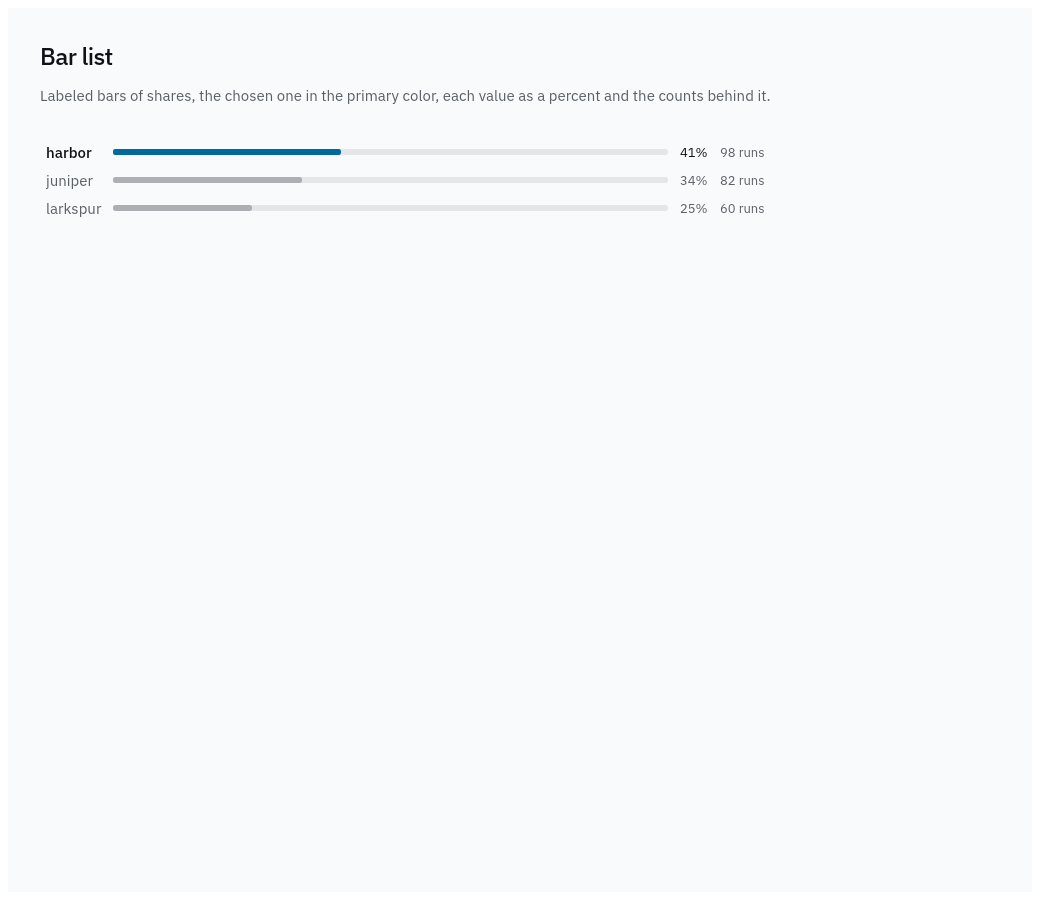 Bar list
Labeled bars of shares, the chosen one in the primary color, each value as a percent and the counts behind it.
harbor 41% 98 runs
juniper 34% 82 runs
larkspur 25% 60 runs